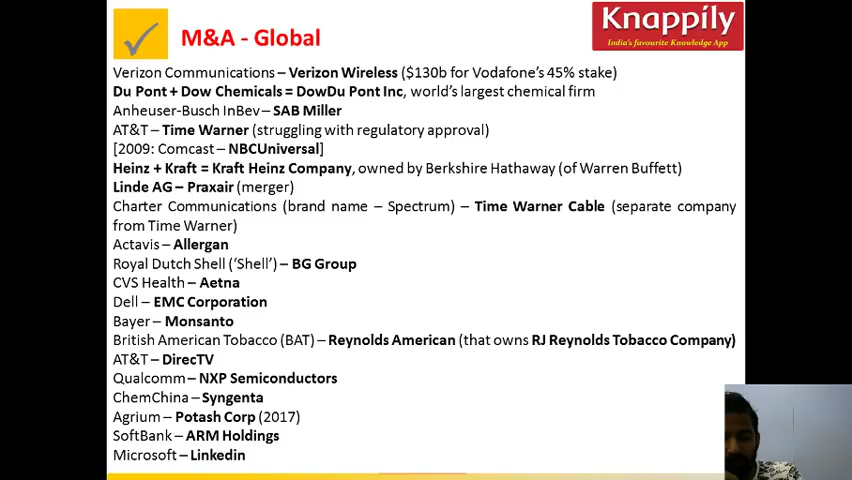 M&A - Global
Knappily
India's favourite Knowledge App
Verizon Communications – Verizon Wireless ($130b for Vodafone's 45% stake)
Du Pont + Dow Chemicals = DowDu Pont Inc, world's largest chemical firm
Anheuser-Busch InBev – SAB Miller
AT&T – Time Warner (struggling with regulatory approval)
[2009: Comcast – NBCUniversal]
Heinz + Kraft = Kraft Heinz Company, owned by Berkshire Hathaway (of Warren Buffett)
Linde AG – Praxair (merger)
Charter Communications (brand name – Spectrum) – Time Warner Cable (separate company
from Time Warner)
Actavis – Allergan
Royal Dutch Shell ('Shell') – BG Group
CVS Health – Aetna
Dell – EMC Corporation
Bayer – Monsanto
British American Tobacco (BAT) – Reynolds American (that owns RJ Reynolds Tobacco Company)
AT&T – DirecTV
Qualcomm – NXP Semiconductors
ChemChina – Syngenta
Agrium – Potash Corp (2017)
SoftBank – ARM Holdings
Microsoft – Linkedin